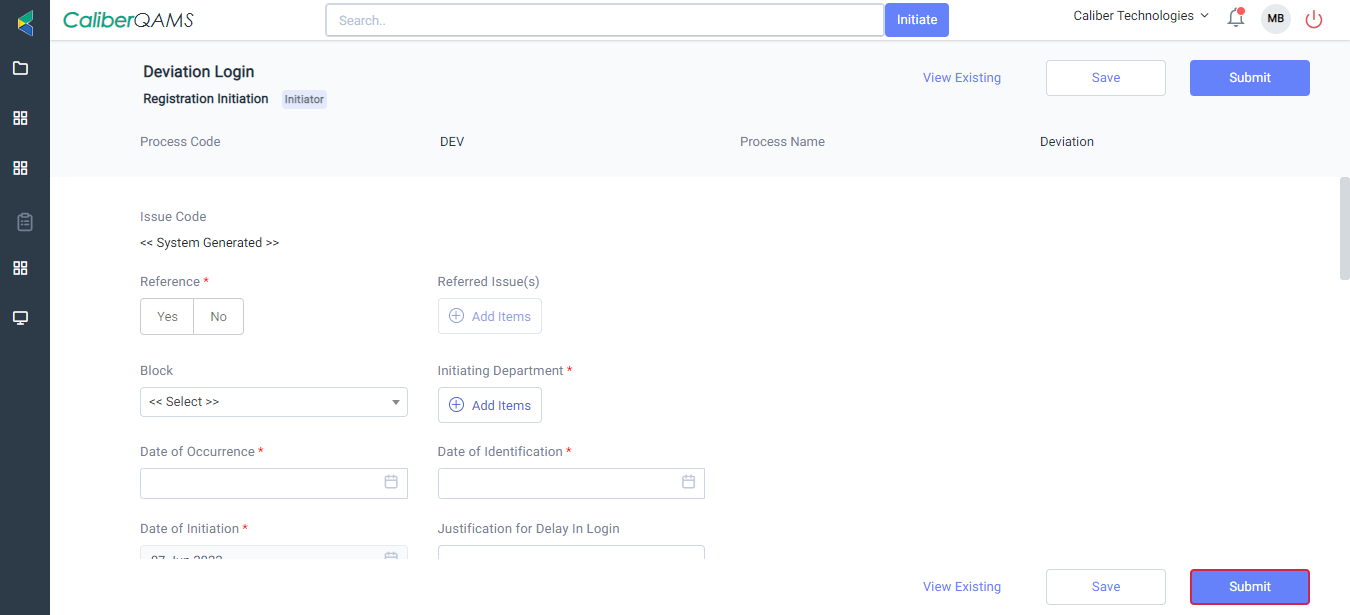 CaliberQAMS
Search..
Initiate
Caliber Technologies
MB
Deviation Login
View Existing
Save
Submit
Registration Initiation
Initiator
Process Code
DEV
Process Name
Deviation
Issue Code
<< System Generated >>
Reference *
Referred Issue(s)
Yes
No
Add Items
Block
Initiating Department *
<< Select >>
Add Items
Date of Occurrence *
Date of Identification *
Date of Initiation *
Justification for Delay In Login
View Existing
Save
Submit